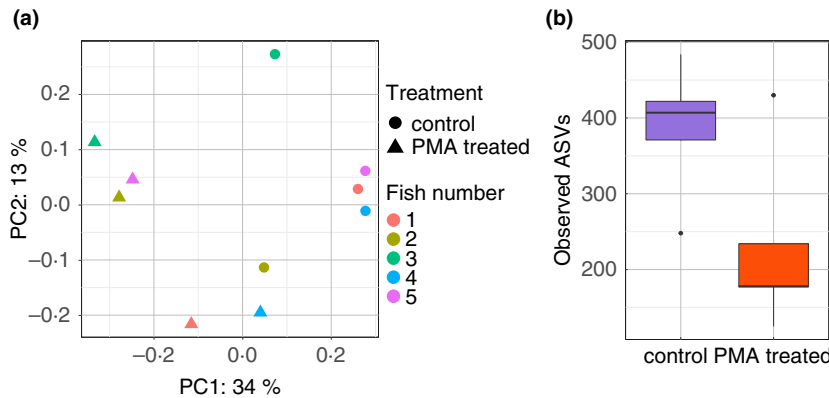 (a)
0·2
0·1
0·0
−0·1
−0·2
PC2: 13 %
−0·2
0·0
0·2
PC1: 34 %
Treatment
control
PMA treated
Fish number
1
2
3
4
5
(b)
500
400
300
200
Observed ASVs
control PMA treated